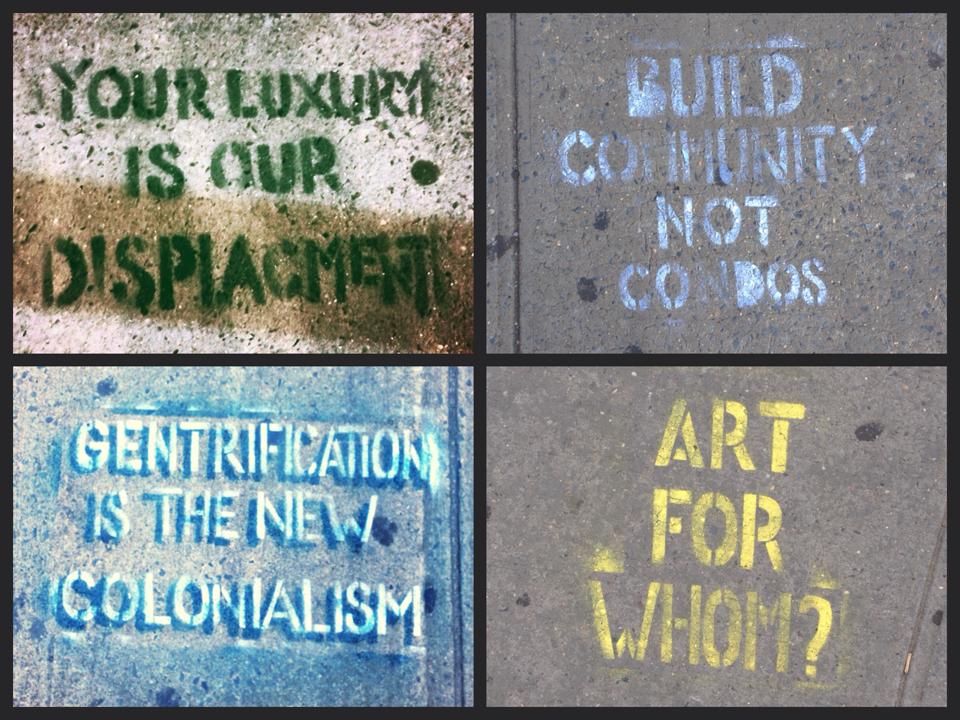 YOUR LUXURY
IS OUR
DISPLACMENT
BUILD
COMMUNITY
NOT
CONDOS
GENTRIFICATION
IS THE NEW
COLONIALISM
ART
FOR
WHOM?